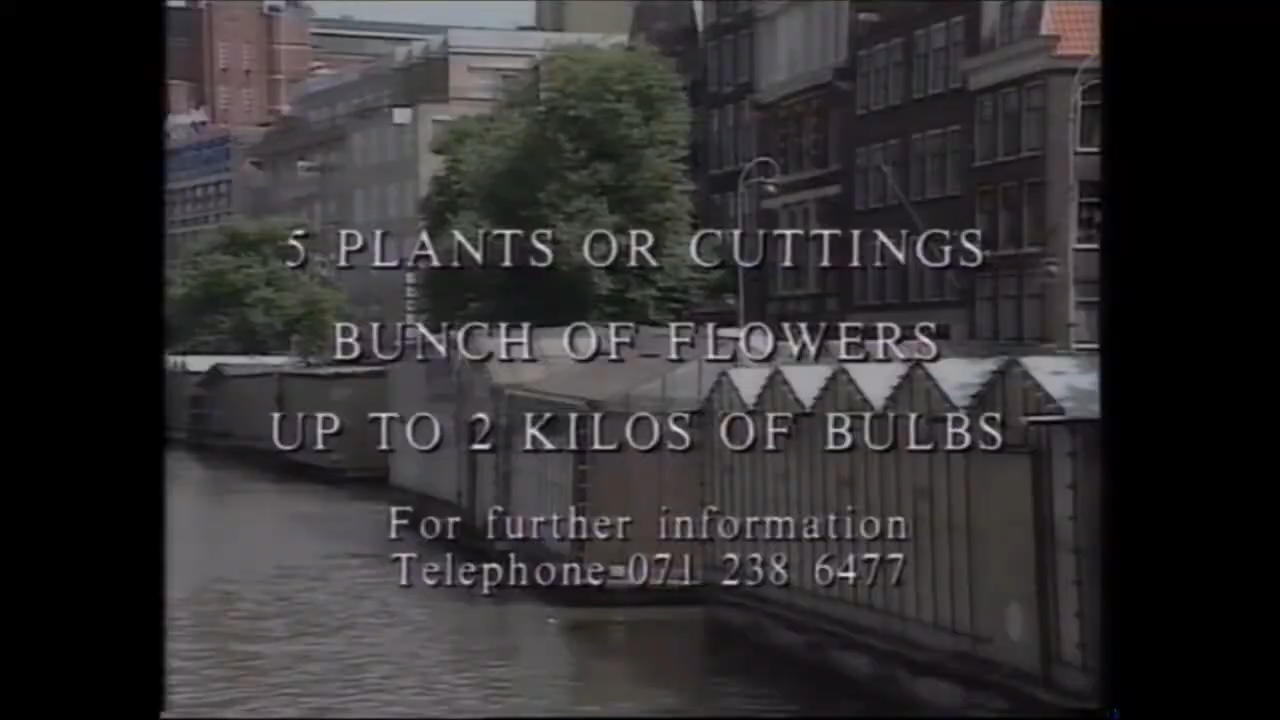 5 PLANTS OR CUTTINGS
BUNCH OF FLOWERS
UP TO 2 KILOS OF BULBS
For further information
Telephone 071 238 6477